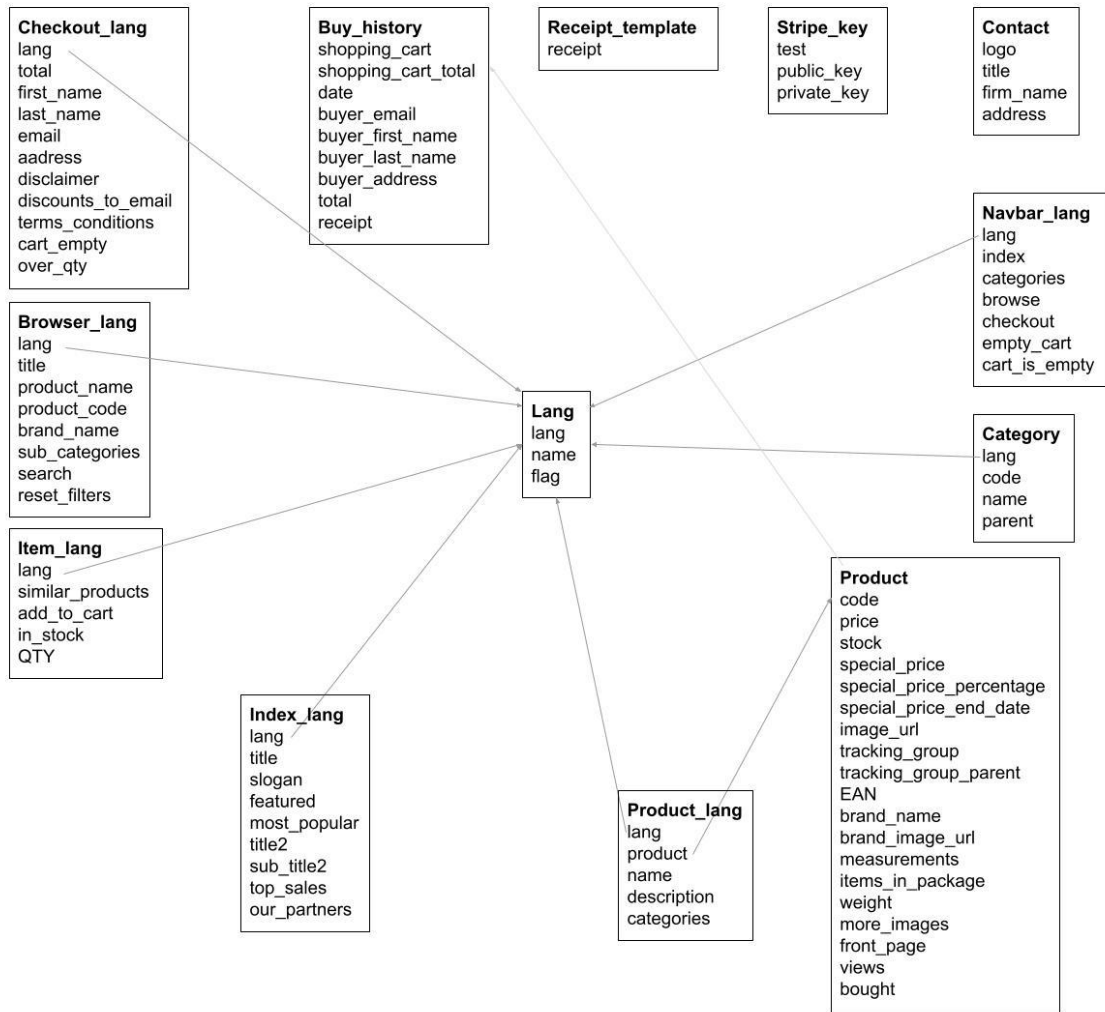 Checkout_lang
lang
total
first_name
last_name
email
aadress
disclaimer
discounts_to_email
terms_conditions
cart_empty
over_qty
Buy_history
shopping_cart
shopping_cart_total
date
buyer_email
buyer_first_name
buyer_last_name
buyer_address
total
receipt
Receipt_template
receipt
Stripe_key
test
public_key
private_key
Contact
logo
title
firm_name
address
Navbar_lang
lang
index
categories
browse
checkout
empty_cart
cart_is_empty
Browser_lang
lang
title
product_name
product_code
brand_name
sub_categories
search
reset_filters
Lang
lang
name
flag
Category
lang
code
name
parent
Item_lang
lang
similar_products
add_to_cart
in_stock
QTY
Product
code
price
stock
special_price
special_price_percentage
special_price_end_date
image_url
tracking_group
tracking_group_parent
EAN
brand_name
brand_image_url
measurements
items_in_package
weight
more_images
front_page
views
bought
Index_lang
lang
title
slogan
featured
most_popular
title2
sub_title2
top_sales
our_partners
Product_lang
lang
product
name
description
categories